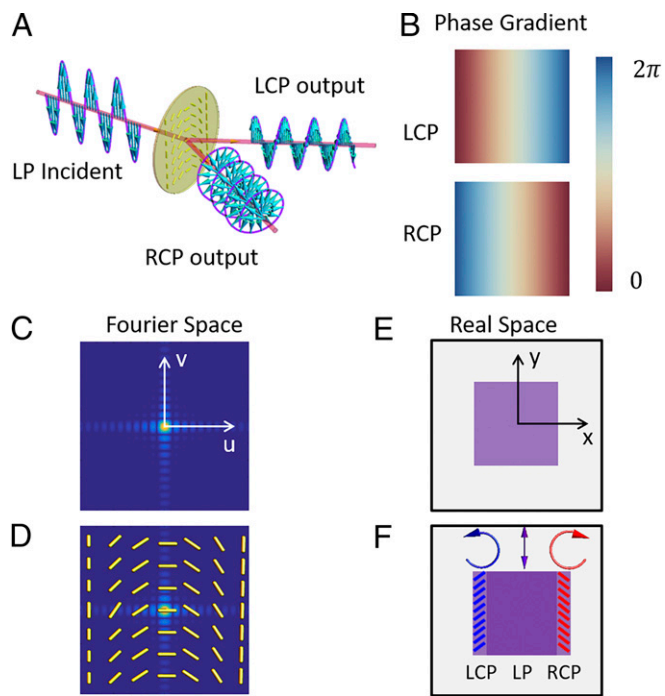 A
LCP output
LP Incident
RCP output
B Phase Gradient
LCP
2π
RCP
0
C Fourier Space
v
u
D
E Real Space
y
x
F
LCP LP RCP